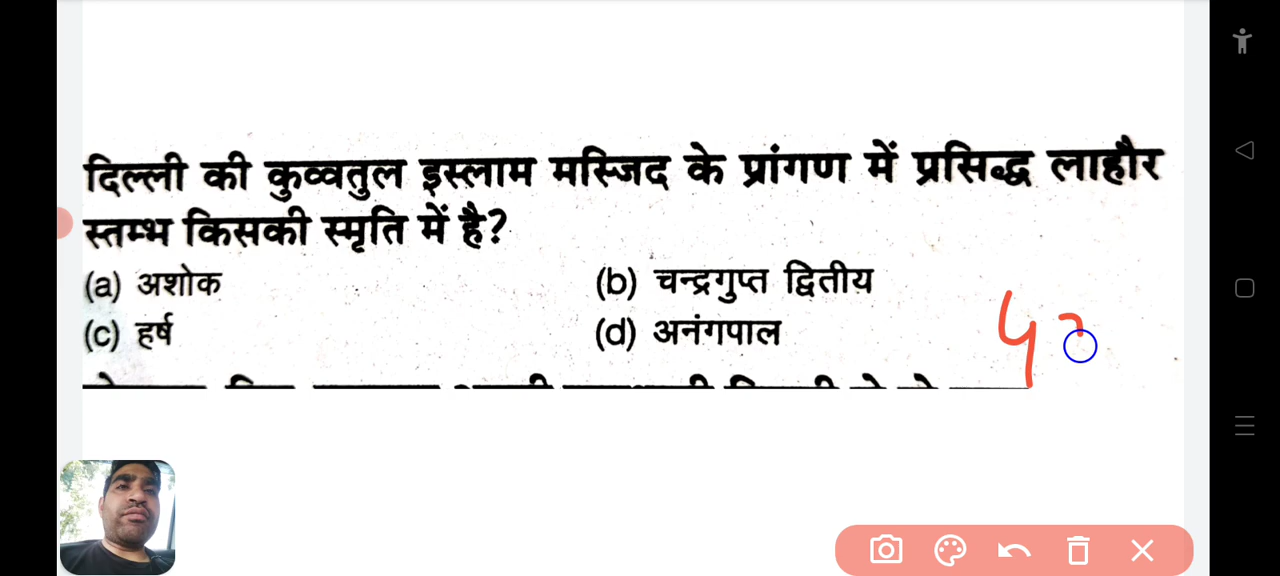 दिल्ली की कुव्वतुल इस्लाम मस्जिद के प्रांगण में प्रसिद्ध लाहौर
स्तम्भ किसकी स्मृति में है?
(a) अशोक
(b) चन्द्रगुप्त द्वितीय
(c) हर्ष
(d) अनंगपाल